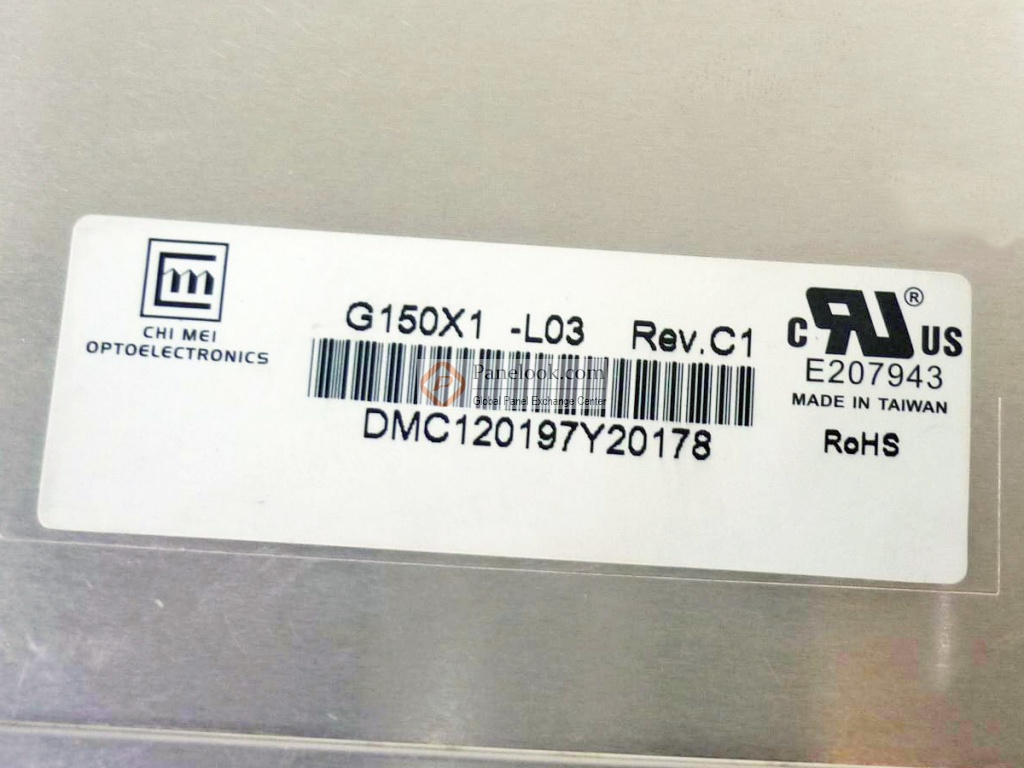 CHI MEI
OPTOELECTRONICS
G150X1 -L03 Rev.C1
Panelook.com
Global Panel Exchange Center
DMC120197Y20178
C RU® US
E207943
MADE IN TAIWAN
RoHS